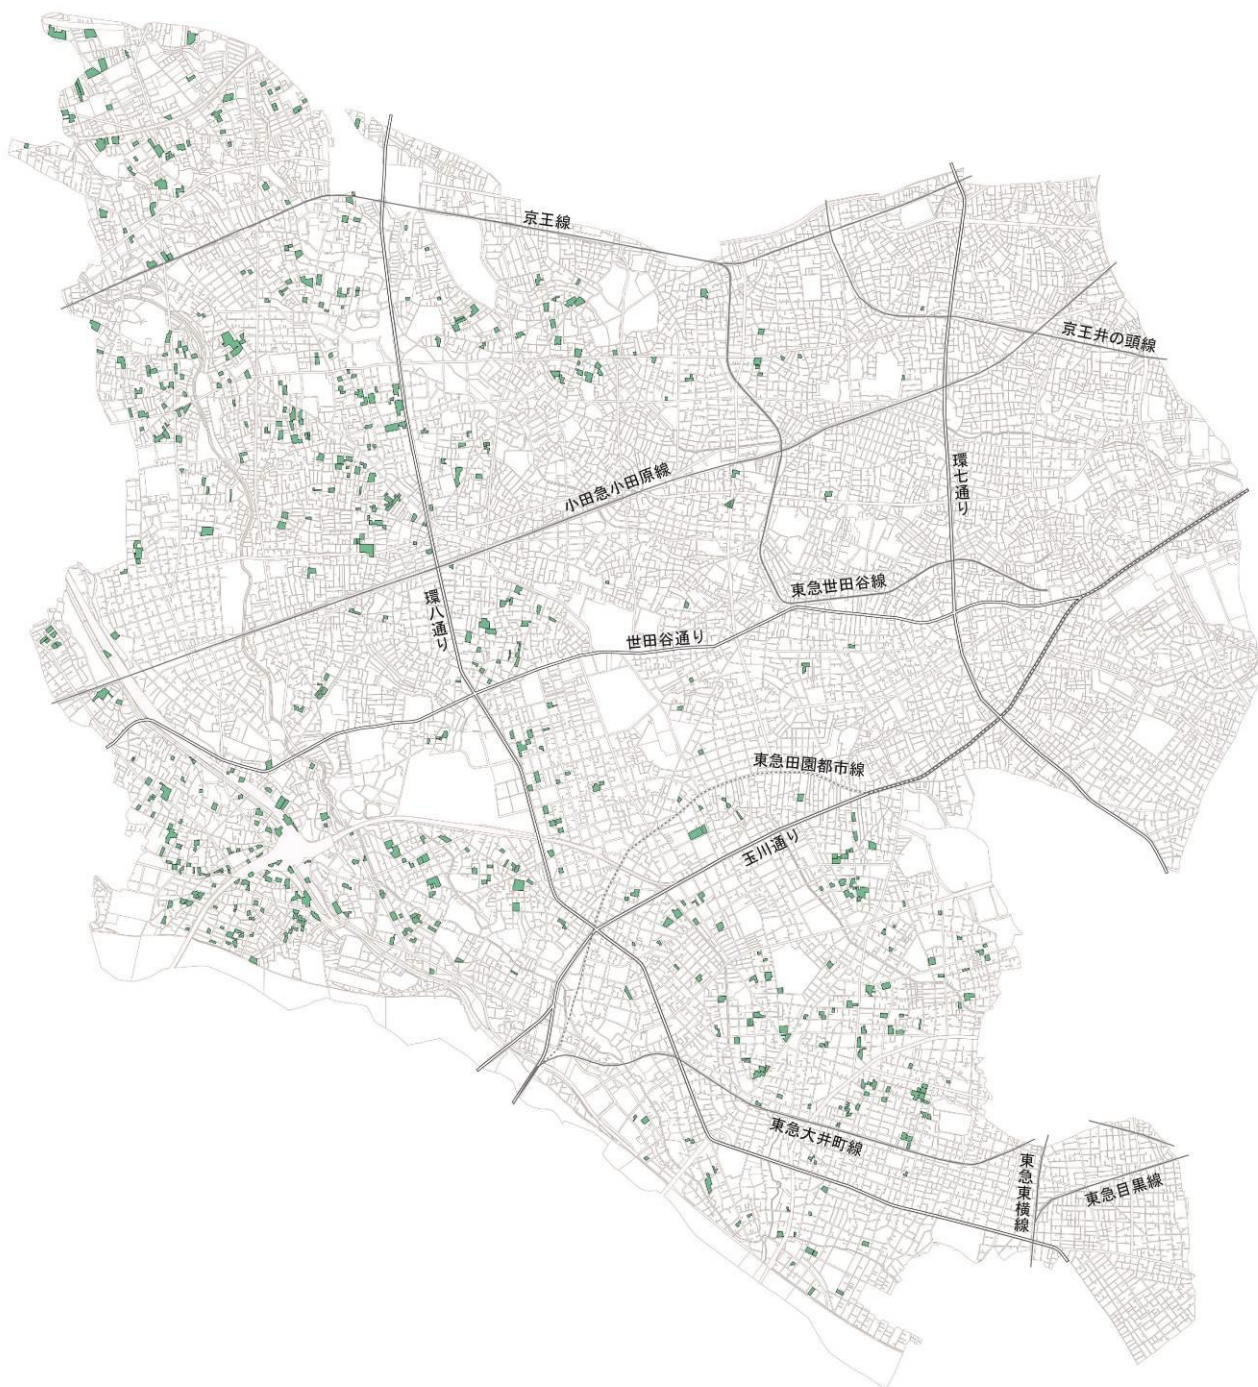 京王線
京王井の頭線
小田急小田原線
環七通り
東急世田谷線
環八通り
世田谷通り
東急田園都市線
玉川通り
東急大井町線
東急東横線
東急目黒線